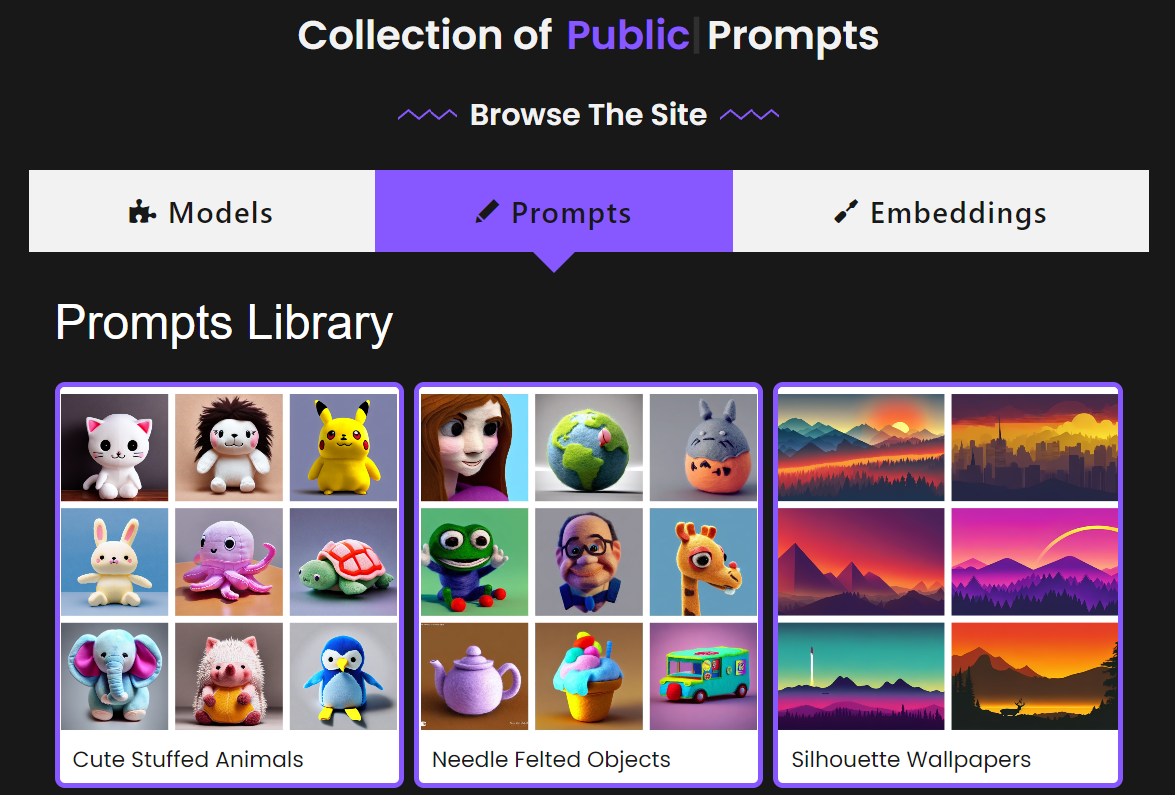 Collection of Public Prompts
Browse The Site
Models
Prompts
Embeddings
Prompts Library
Cute Stuffed Animals
Needle Felted Objects
Silhouette Wallpapers